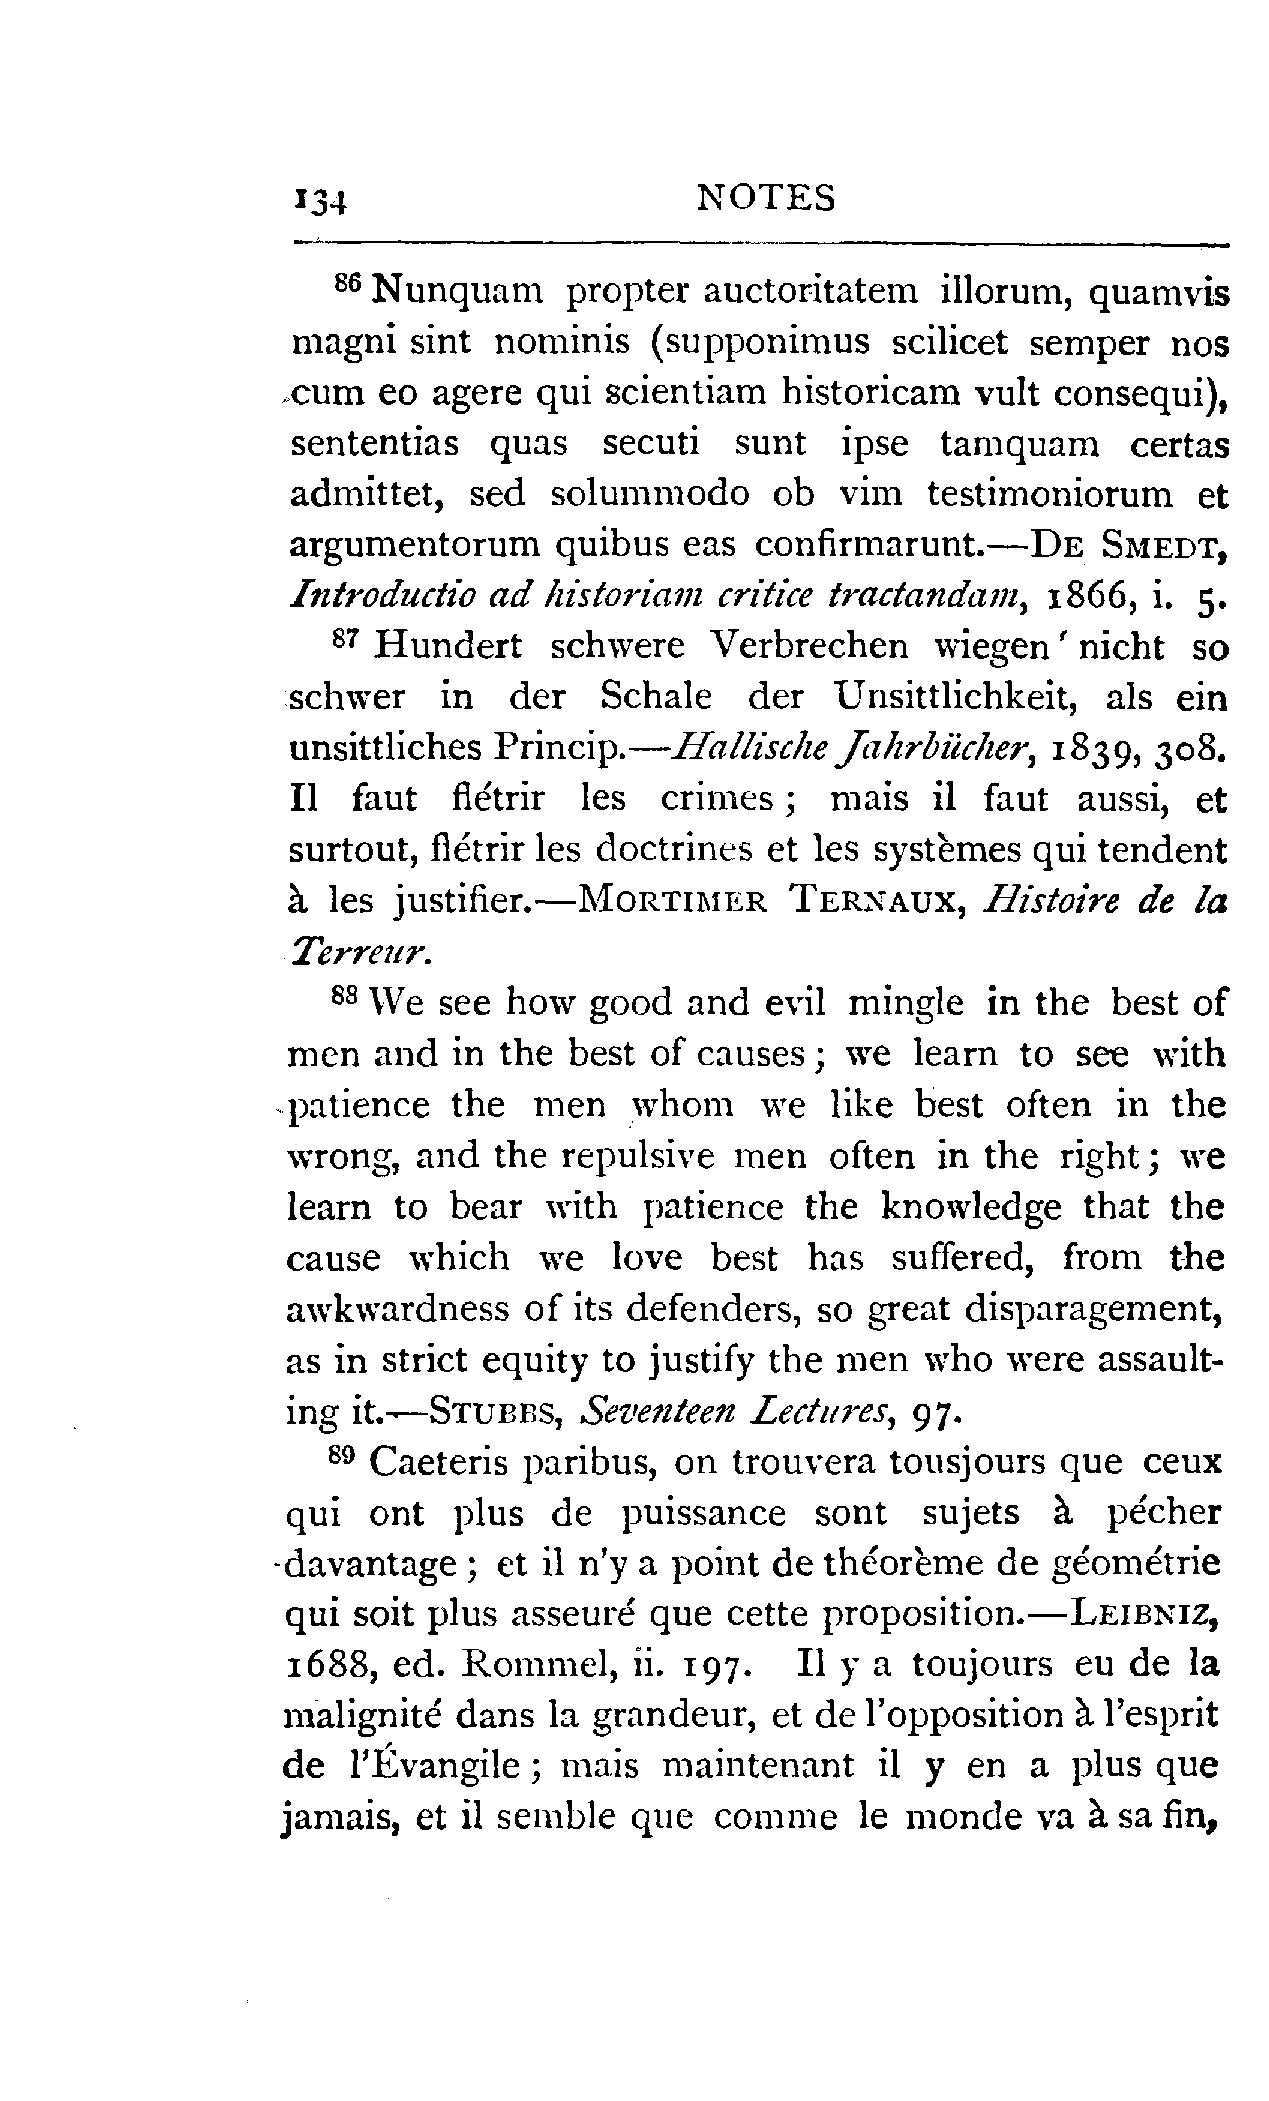 134 NOTES
86 Nunquam propter auctoritatem illorum, quamvis
magni sint nominis (supponimus scilicet semper nos
cum eo agere qui scientiam historicam vult consequi),
sententias quas secuti sunt ipse tamquam certas
admittet, sed solummodo ob vim testimoniorum et
argumentorum quibus eas confirmarunt.—DE SMEDT,
Introductio ad historiam critice tractandam, 1866, i. 5.
87 Hundert schwere Verbrechen wiegen nicht so
schwer in der Schale der Unsittlichkeit, als ein
unsittliches Princip.—Hallische Jahrbücher, 1839, 308.
Il faut flétrir les crimes ; mais il faut aussi, et
surtout, flétrir les doctrines et les systèmes qui tendent
à les justifier.—MORTIMER TERNAUX, Histoire de la
Terreur.
88 We see how good and evil mingle in the best of
men and in the best of causes ; we learn to see with
patience the men whom we like best often in the
wrong, and the repulsive men often in the right ; we
learn to bear with patience the knowledge that the
cause which we love best has suffered, from the
awkwardness of its defenders, so great disparagement,
as in strict equity to justify the men who were assault-
ing it.—STUBBS, Seventeen Lectures, 97.
89 Caeteris paribus, on trouvera tousjours que ceux
qui ont plus de puissance sont sujets à pécher
davantage ; et il n'y a point de théorème de géométrie
qui soit plus asseuré que cette proposition.—LEIBNIZ,
1688, ed. Rommel, ii. 197. Il y a toujours eu de la
malignité dans la grandeur, et de l'opposition à l'esprit
de l'Évangile ; mais maintenant il y en a plus que
jamais, et il semble que comme le monde va à sa fin,